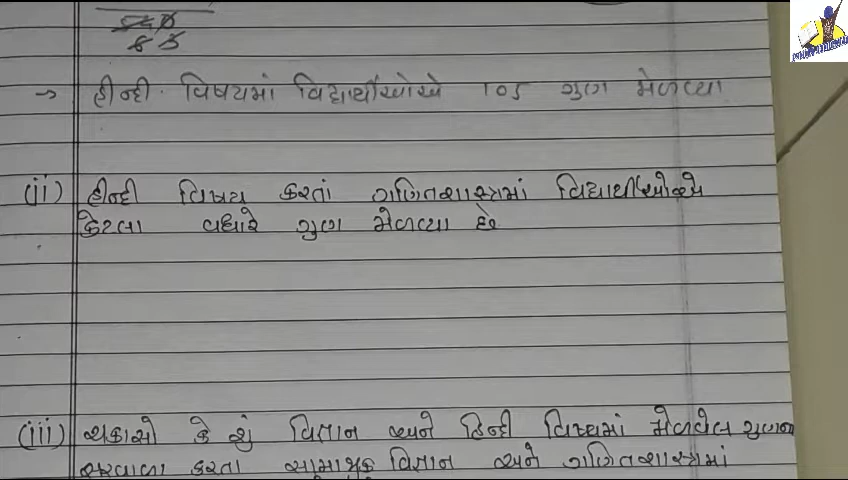 → હીન્દી વિષયમાં વિદ્યાર્થીઓએ 105 ગુણ મેળવ્યા
(ii) હીન્દી વિષય કરતાં ગણિતશાસ્ત્રમાં વિદ્યાર્થીઓએ
કેટલા વધારે ગુણ મેળવ્યા છે
(iii) ચકાસો કે શું વિજ્ઞાન અને હિન્દી વિષયમાં મેળવેલ ગુણના
સરવાળા કરતા સામાજીક વિજ્ઞાન અને ગણિતશાસ્ત્રમાં